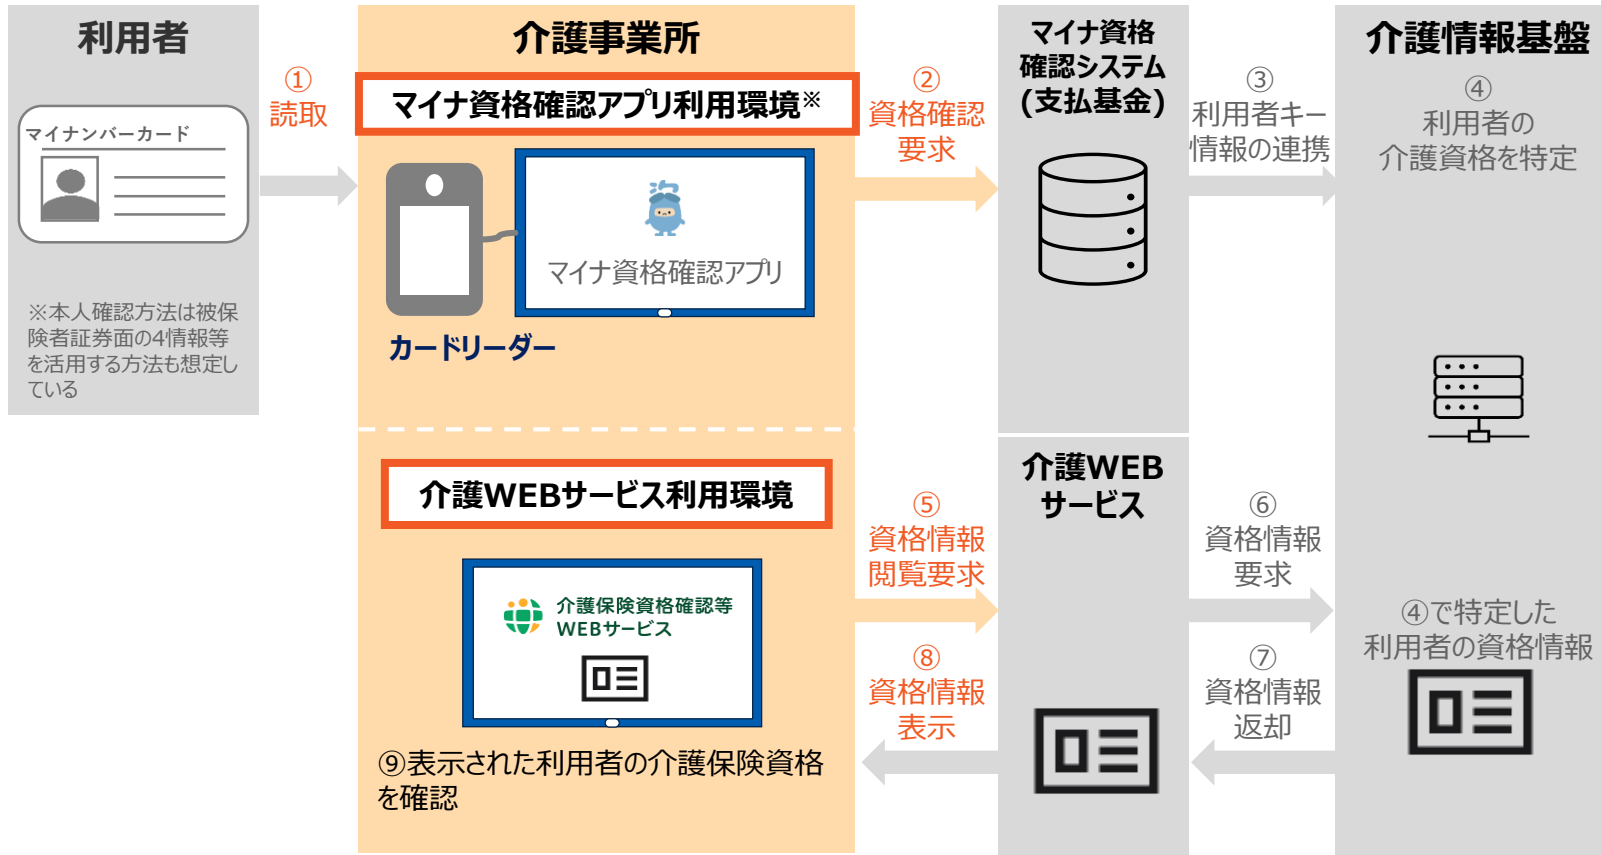 利用者
マイナンバーカード
※本人確認方法は被保
険者証券面の4情報等
を活用する方法も想定し
ている
①
読取
介護事業所
マイナ資格確認アプリ利用環境※
マイナ資格確認アプリ
カードリーダー
②
資格確認
要求
マイナ資格
確認システム
(支払基金)
③
利用者キー
情報の連携
介護情報基盤
④
利用者の
介護資格を特定
介護WEBサービス利用環境
介護保険資格確認等
WEBサービス
⑨表示された利用者の介護保険資格
を確認
⑤
資格情報
閲覧要求
⑧
資格情報
表示
介護WEB
サービス
⑥
資格情報
要求
⑦
資格情報
返却
④で特定した
利用者の資格情報